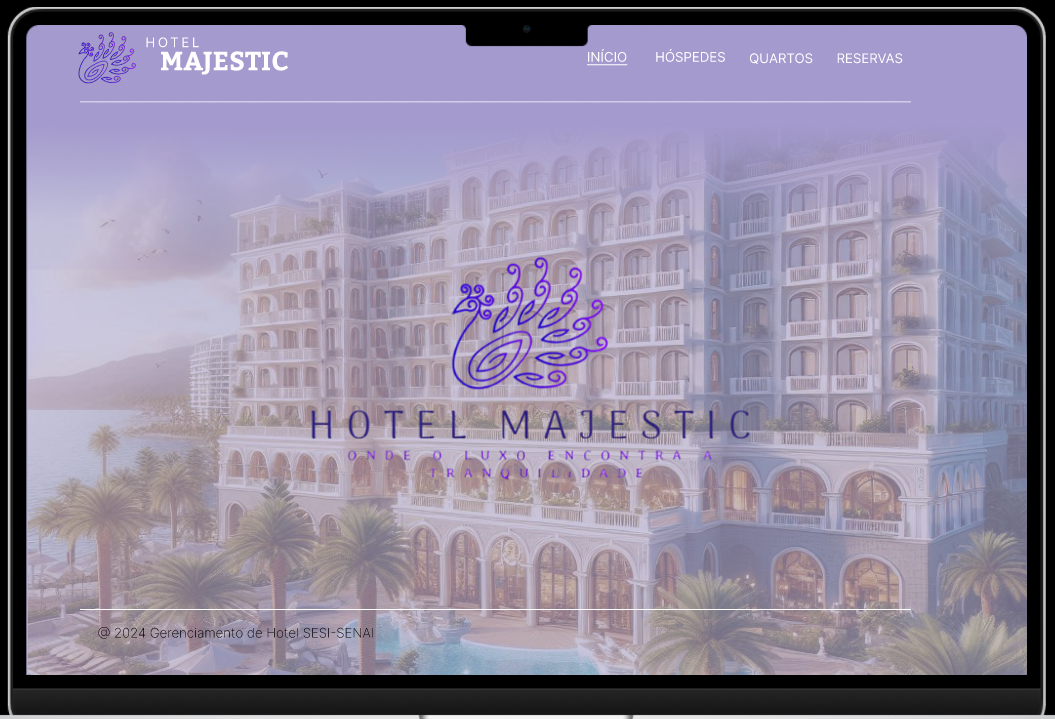 HOTEL
MAJESTIC
INÍCIO
HÓSPEDES
QUARTOS
RESERVAS
HOTEL MAJESTIC
ONDE O LUXO ENCONTRA A
TRANQUILIDADE
@ 2024 Gerenciamento de Hotel SESI-SENAI